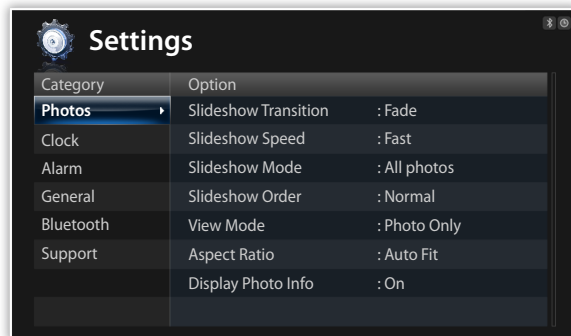 Settings
Category Option
Photos Slideshow Transition : Fade
Clock Slideshow Speed : Fast
Alarm Slideshow Mode : All photos
General Slideshow Order : Normal
Bluetooth View Mode : Photo Only
Support Aspect Ratio : Auto Fit
Display Photo Info : On